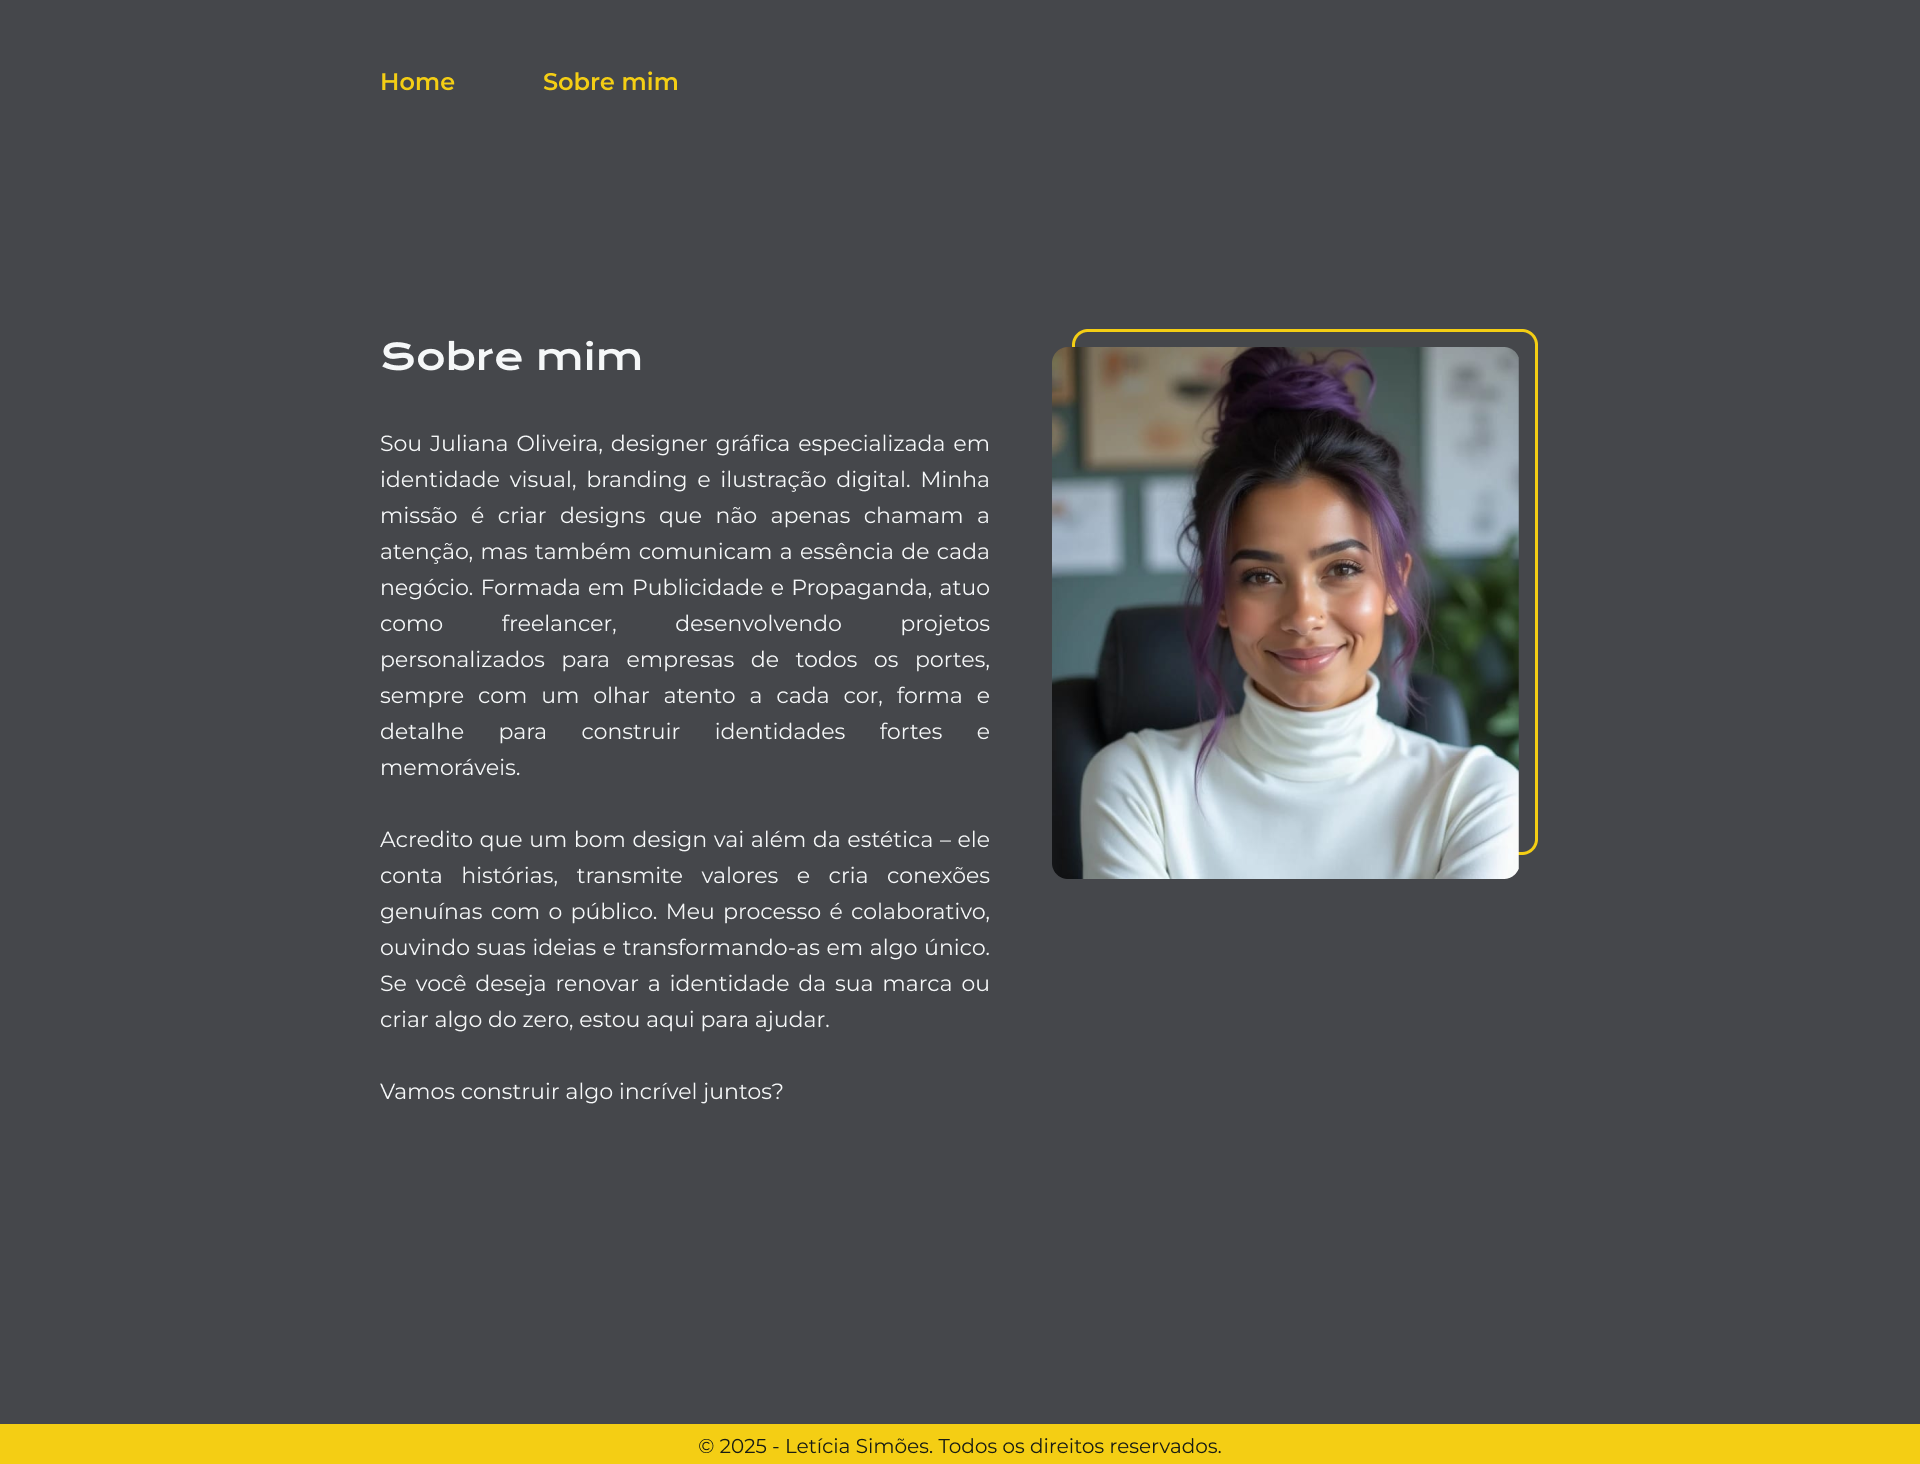 Home Sobre mim
Sobre mim
Sou Juliana Oliveira, designer gráfica especializada em
identidade visual, branding e ilustração digital. Minha
missão é criar designs que não apenas chamam a
atenção, mas também comunicam a essência de cada
negócio. Formada em Publicidade e Propaganda, atuo
como freelancer, desenvolvendo projetos
personalizados para empresas de todos os portes,
sempre com um olhar atento a cada cor, forma e
detalhe para construir identidades fortes e
memoráveis.
Acredito que um bom design vai além da estética – ele
conta histórias, transmite valores e cria conexões
genuínas com o público. Meu processo é colaborativo,
ouvindo suas ideias e transformando-as em algo único.
Se você deseja renovar a identidade da sua marca ou
criar algo do zero, estou aqui para ajudar.
Vamos construir algo incrível juntos?
© 2025 - Letícia Simões. Todos os direitos reservados.